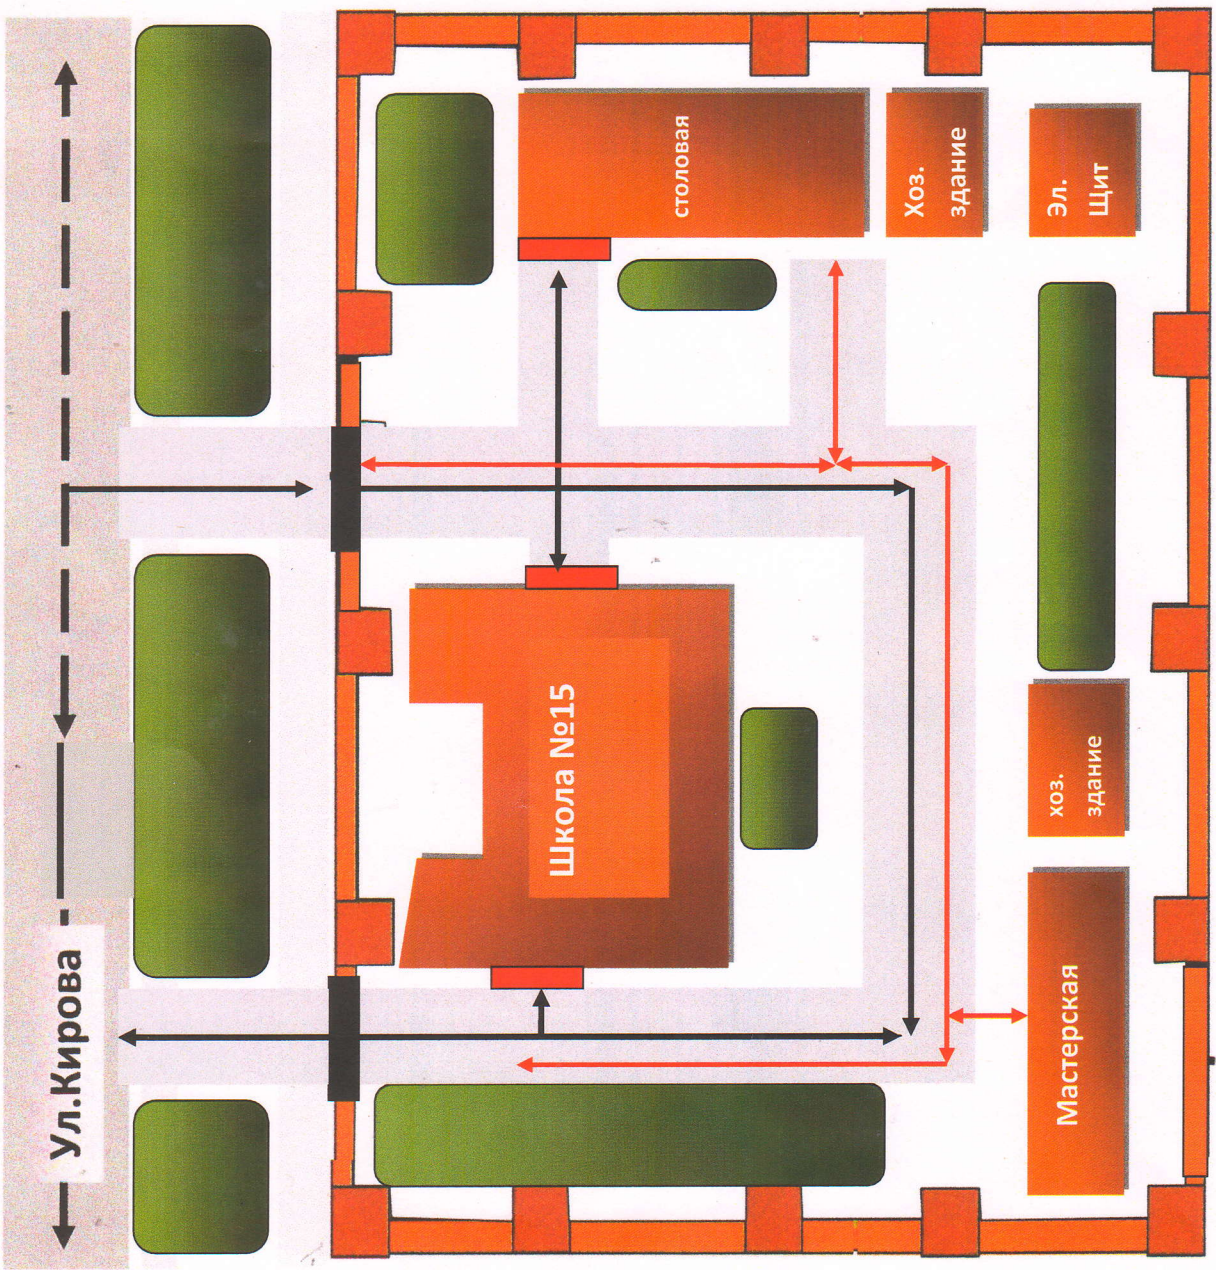 Ул.Кирова
Школа №15
столовая
Хоз.
здание
Эл.
Щит
хоз.
здание
Мастерская